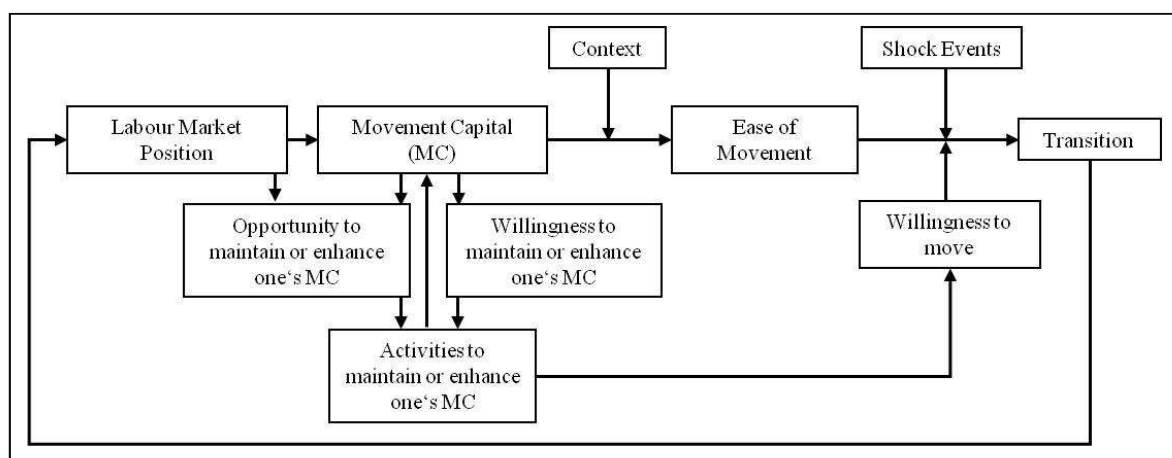 Context
Shock Events
Labour Market
Position
Movement Capital
(MC)
Ease of
Movement
Transition
Opportunity to
maintain or enhance
one‘s MC
Willingness to
maintain or enhance
one‘s MC
Willingness to
move
Activities to
maintain or enhance
one‘s MC